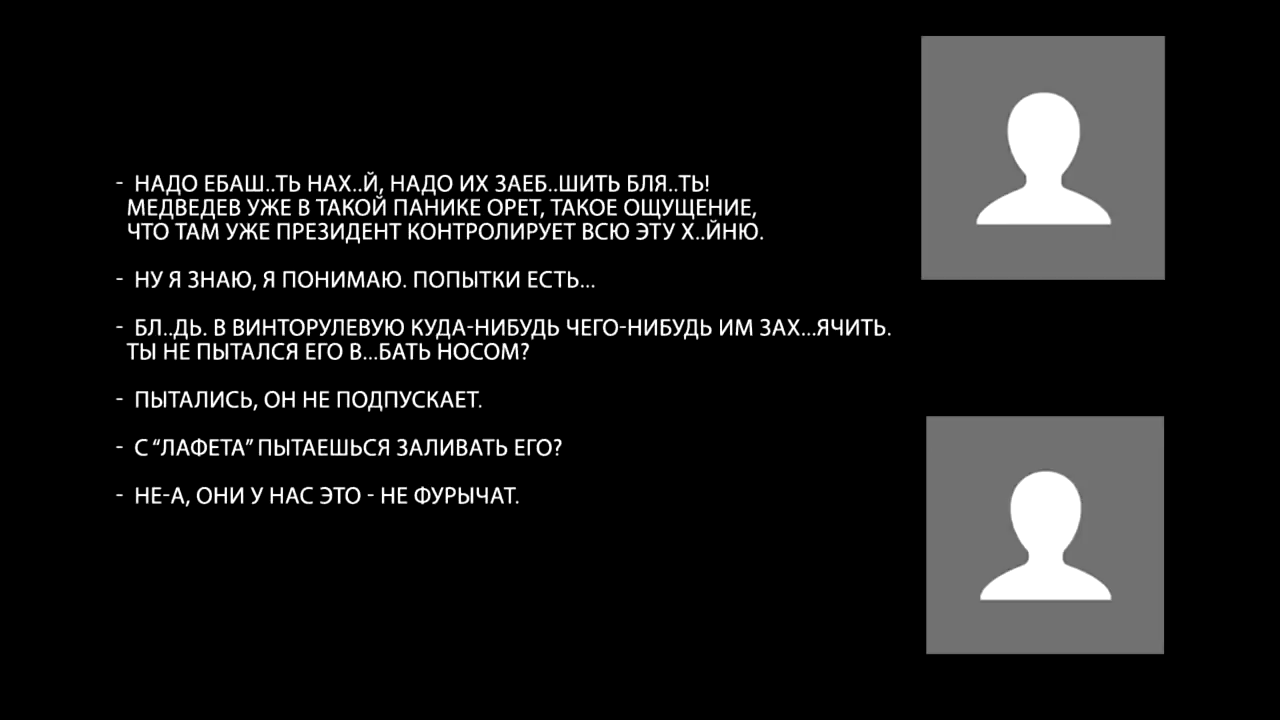 - НАДО ЕБАШ..ТЬ НАХ..Й, НАДО ИХ ЗАЕБ..ШИТЬ БЛЯ..ТЬ!
МЕДВЕДЕВ УЖЕ В ТАКОЙ ПАНИКЕ ОРЕТ, ТАКОЕ ОЩУЩЕНИЕ,
ЧТО ТАМ УЖЕ ПРЕЗИДЕНТ КОНТРОЛИРУЕТ ВСЮ ЭТУ Х..ЙНЮ.
- НУ Я ЗНАЮ, Я ПОНИМАЮ. ПОПЫТКИ ЕСТЬ...
- БЛ..ДЬ. В ВИНТОРУЛЕВУЮ КУДА-НИБУДЬ ЧЕГО-НИБУДЬ ИМ ЗАХ...ЯЧИТЬ.
ТЫ НЕ ПЫТАЛСЯ ЕГО В...БАТЬ НОСОМ?
- ПЫТАЛИСЬ, ОН НЕ ПОДПУСКАЕТ.
- С “ЛАФЕТА” ПЫТАЕШЬСЯ ЗАЛИВАТЬ ЕГО?
- НЕ-А, ОНИ У НАС ЭТО - НЕ ФУРЫЧАТ.